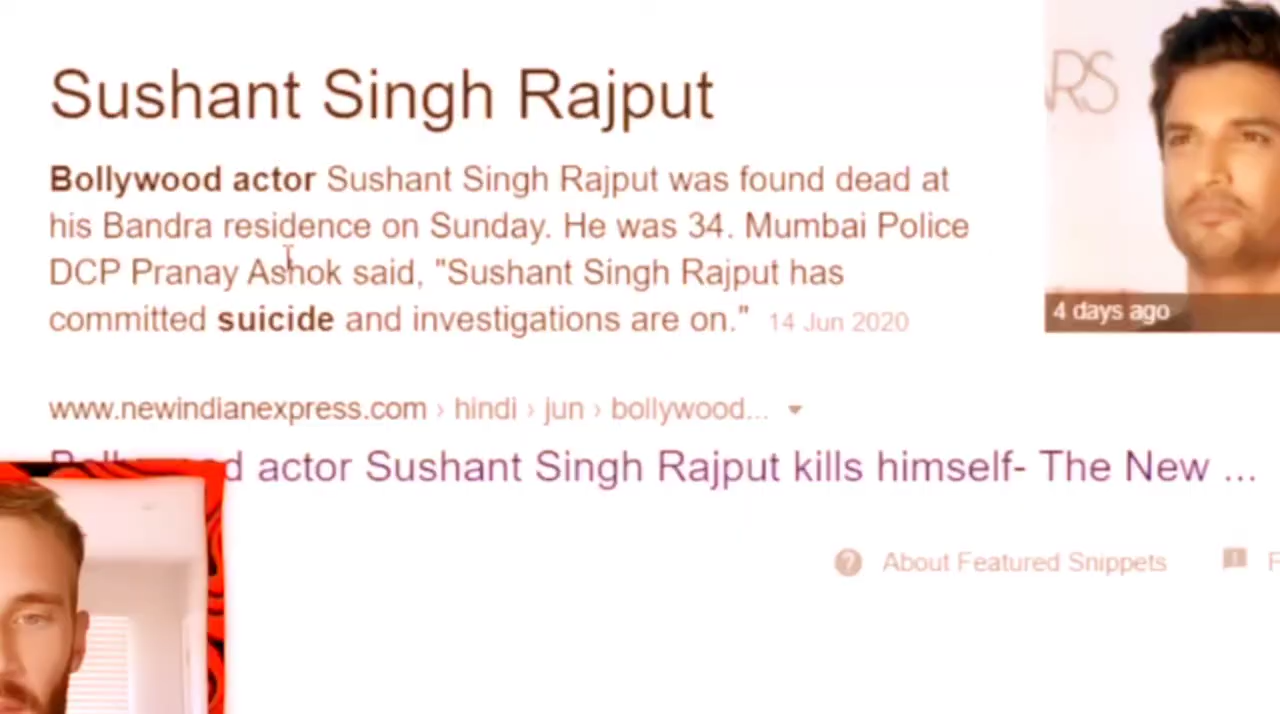 Sushant Singh Rajput
Bollywood actor Sushant Singh Rajput was found dead at
his Bandra residence on Sunday. He was 34. Mumbai Police
DCP Pranay Ashok said, "Sushant Singh Rajput has
committed suicide and investigations are on." 14 Jun 2020
4 days ago
www.newindianexpress.com › hindi › jun › bollywood...
actor Sushant Singh Rajput kills himself- The New ...
About Featured Snippets